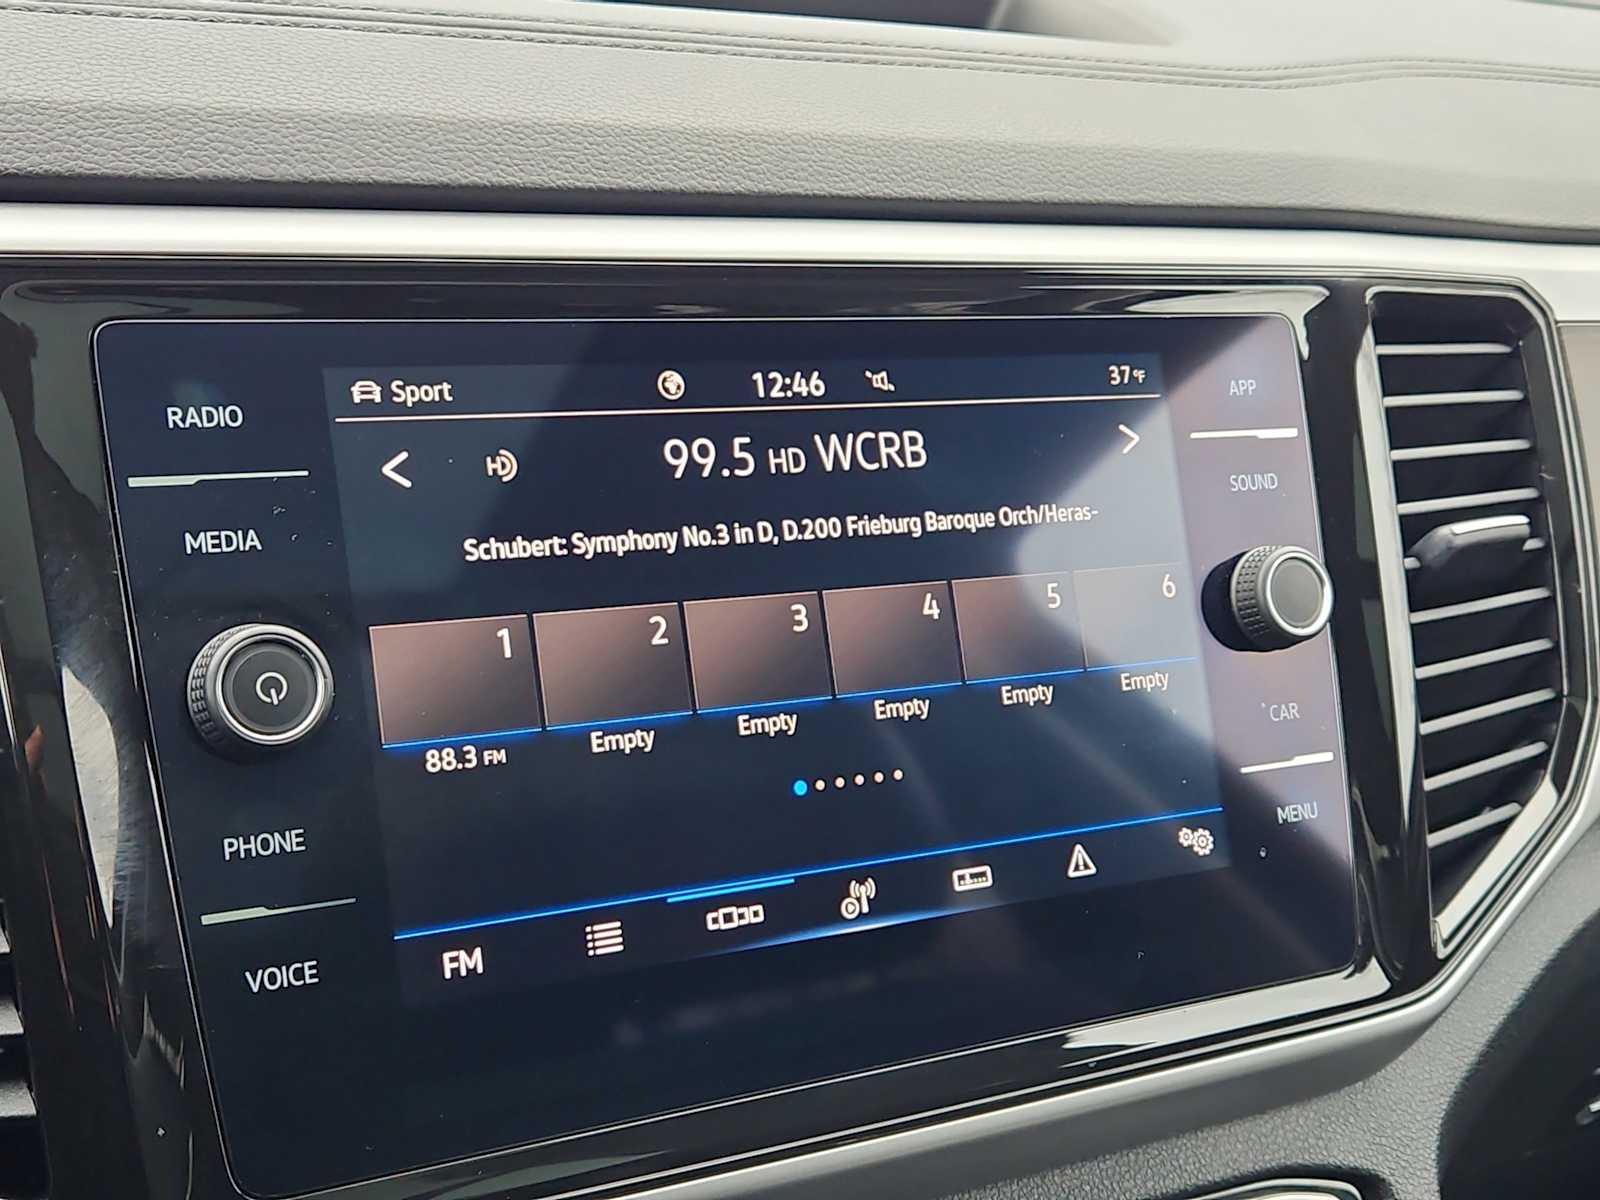 RADIO
MEDIA
PHONE
VOICE
Sport
12:46
37°F
HD
99.5 HD WCRB
Schubert: Symphony No.3 in D, D.200 Frieburg Baroque Orch/Heras-
1 2 3 4 5 6
88.3 FM Empty Empty Empty Empty Empty
FM
APP
SOUND
CAR
MENU